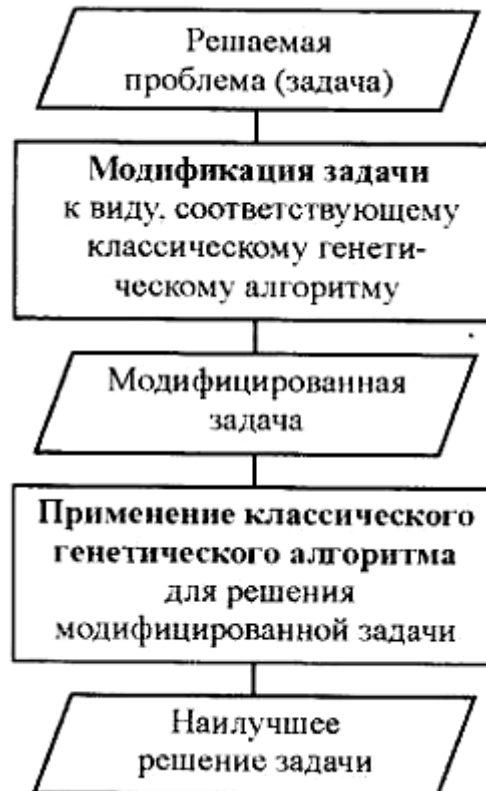 Решаемая
проблема (задача)
Модификация задачи
к виду, соответствующему
классическому генети-
ческому алгоритму
Модифицированная
задача
Применение классического
генетического алгоритма
для решения
модифицированной задачи
Наилучшее
решение задачи